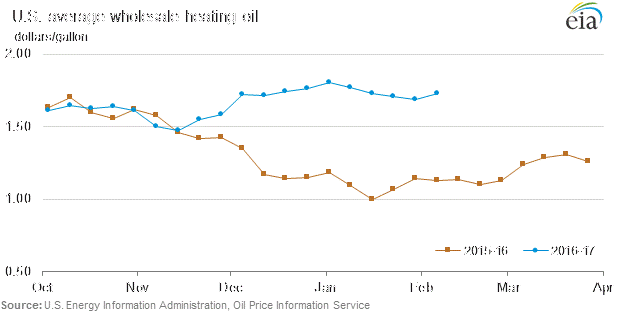 U.S. average wholesale heating oil
eia
dollars/gallon
2.00
1.50
1.00
0.50
2015-16
2016-17
Oct Nov Dec Jan Feb Mar Apr
Source: U.S. Energy Information Administration, Oil Price Information Service